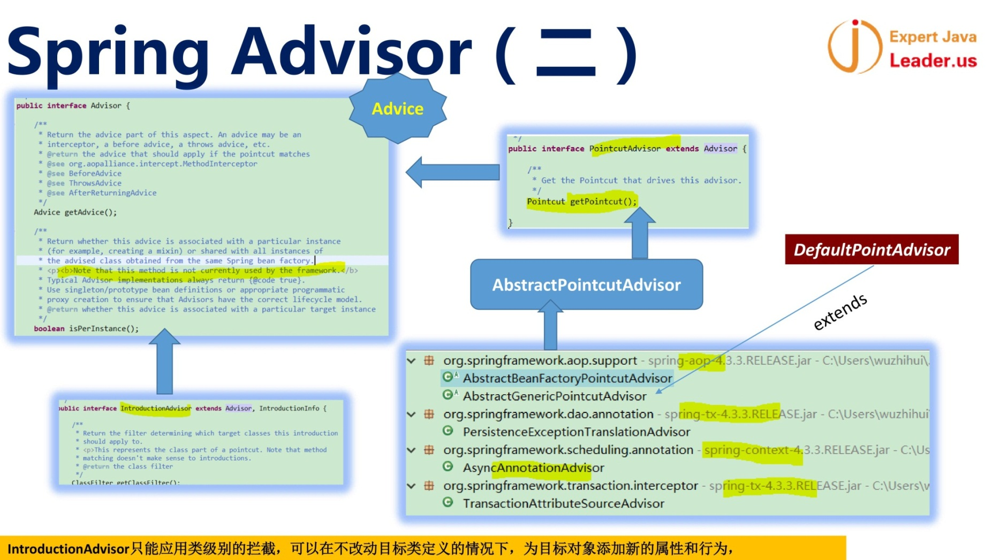 Spring Advisor ( 二 )
Expert Java
Leader.us
public interface Advisor {
/**
* Return the advice part of this aspect. An advice may be an
* interceptor, a before advice, a throws advice, etc.
* @return the advice that should apply if the pointcut matches
* @see org.aopalliance.intercept.MethodInterceptor
* @see BeforeAdvice
* @see ThrowsAdvice
* @see AfterReturningAdvice
*/
Advice getAdvice();
/**
* Return whether this advice is associated with a particular instance
* (for example, creating a mixin) or shared with all instances of
* the advised class obtained from the same Spring bean factory.
* <p><b>Note that this method is not currently used by the framework.</b>
* Typical Advisor implementations always return {@code true}.
* Use singleton/prototype bean definitions or appropriate programmatic
* proxy creation to ensure that Advisors have the correct lifecycle model.
* @return whether this advice is associated with a particular target instance
*/
boolean isPerInstance();
Advice
*/
public interface PointcutAdvisor extends Advisor {
/**
* Get the Pointcut that drives this advisor.
*/
Pointcut getPointcut();
}
AbstractPointcutAdvisor
DefaultPointAdvisor
extends
public interface IntroductionAdvisor extends Advisor, IntroductionInfo {
/**
* Return the filter determining which target classes this introduction
* should apply to.
* <p>This represents the class part of a pointcut. Note that method
* matching doesn't make sense to introductions.
* @return the class filter
*/
ClassFilter getClassFilter();
org.springframework.aop.support - spring-aop-4.3.3.RELEASE.jar - C:\Users\wuzhihui\.
AbstractBeanFactoryPointcutAdvisor
AbstractGenericPointcutAdvisor
org.springframework.dao.annotation - spring-tx-4.3.3.RELEASE.jar - C:\Users\wuzhihui
PersistenceExceptionTranslationAdvisor
org.springframework.scheduling.annotation - spring-context-4.3.3.RELEASE.jar - C:\Us
AsyncAnnotationAdvisor
org.springframework.transaction.interceptor - spring-tx-4.3.3.RELEASE.jar - C:\Users\w
TransactionAttributeSourceAdvisor
IntroductionAdvisor只能应用类级别的拦截，可以在不改动目标类定义的情况下，为目标对象添加新的属性和行为，